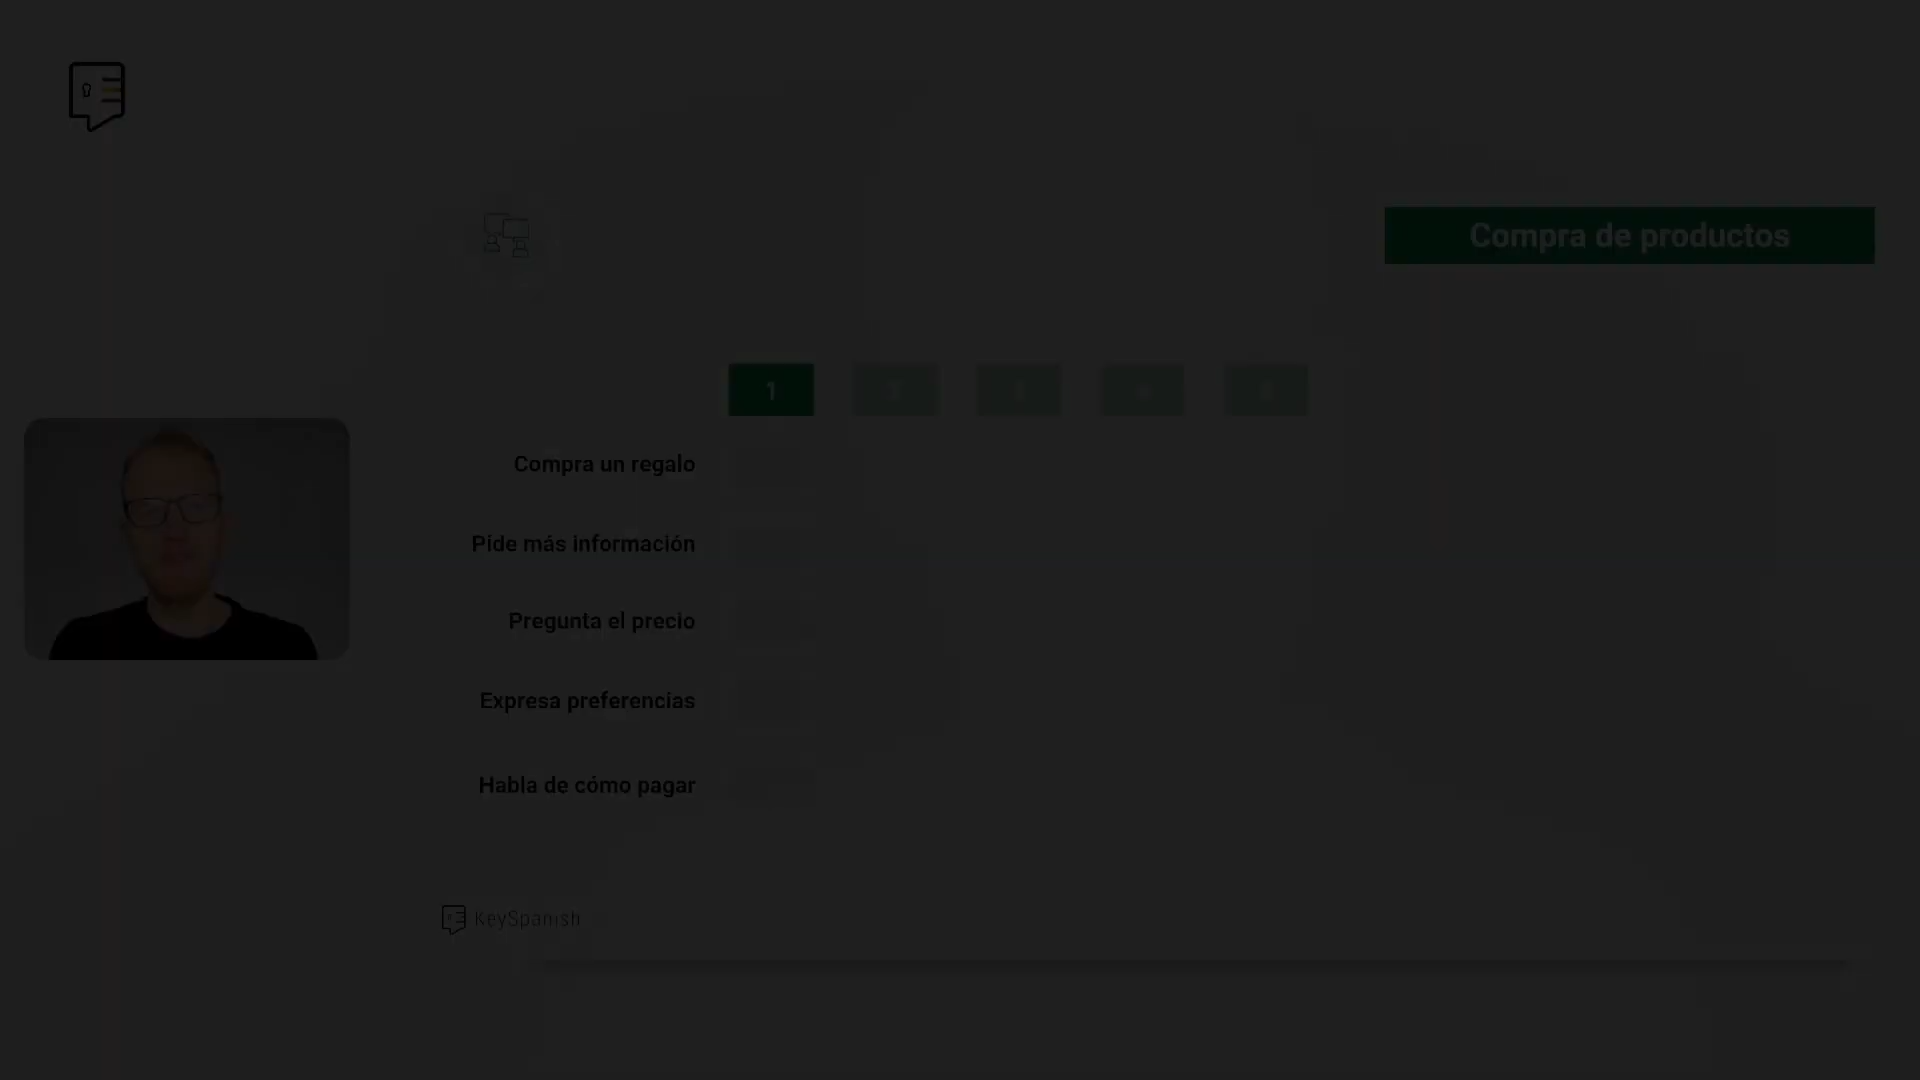 Compra de productos
1
Compra un regalo
Pide más información
Pregunta el precio
Expresa preferencias
Habla de cómo pagar
KeySpanish